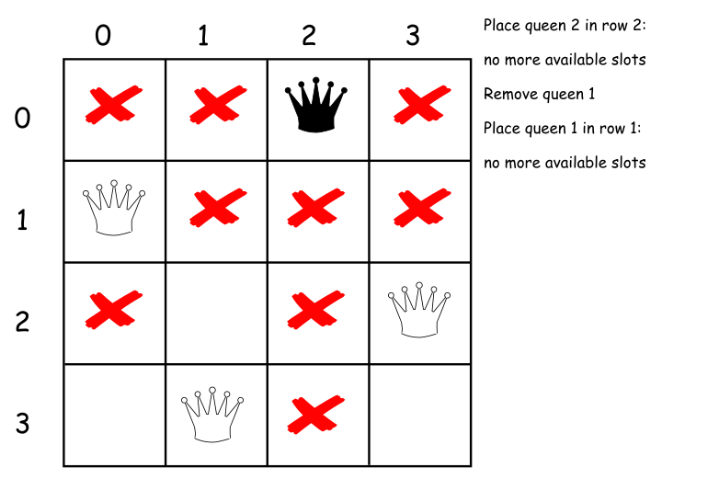 0 1 2 3
Place queen 2 in row 2:
no more available slots
Remove queen 1
Place queen 1 in row 1:
no more available slots
0
1
2
3